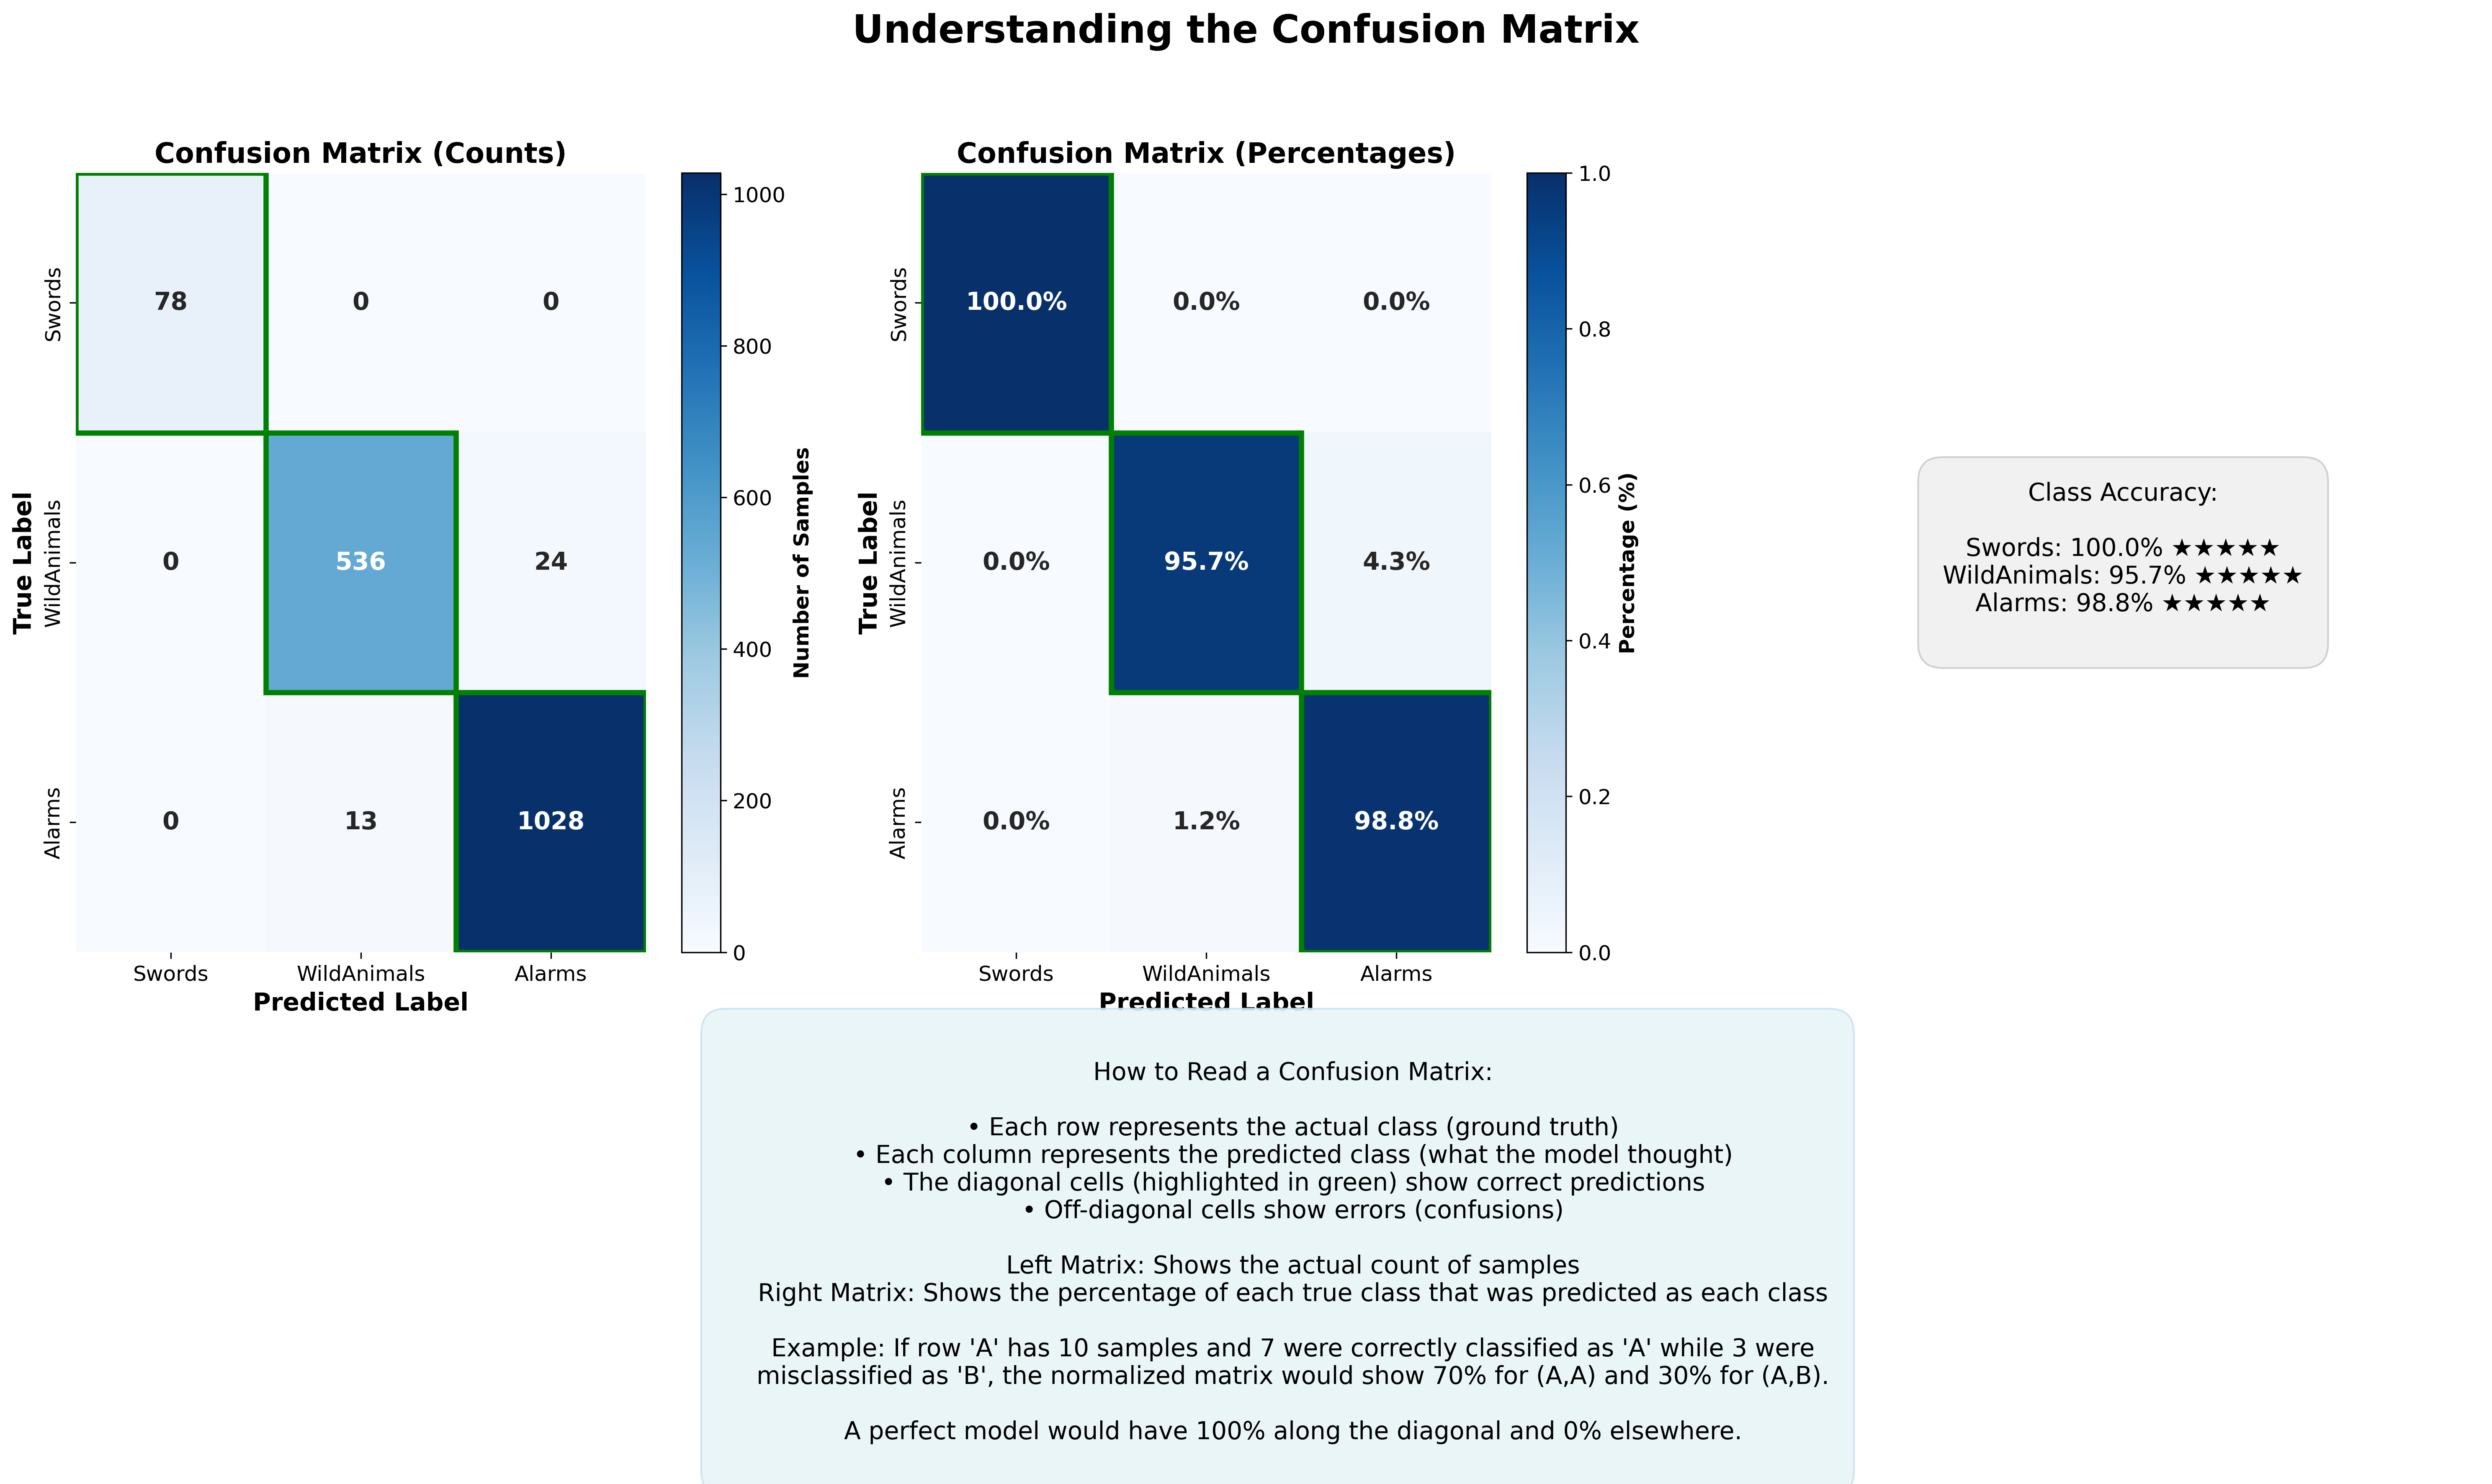 Understanding the Confusion Matrix
Confusion Matrix (Counts)
True Label
Swords
WildAnimals
Alarms
78 0 0
0 536 24
0 13 1028
Swords WildAnimals Alarms
Predicted Label
1000
800
600
400
200
0
Number of Samples
Confusion Matrix (Percentages)
True Label
Swords
WildAnimals
Alarms
100.0% 0.0% 0.0%
0.0% 95.7% 4.3%
0.0% 1.2% 98.8%
Swords WildAnimals Alarms
Predicted Label
1.0
0.8
0.6
0.4
0.2
0.0
Percentage (%)
Class Accuracy:
Swords: 100.0% ★★★★★
WildAnimals: 95.7% ★★★★★
Alarms: 98.8% ★★★★★
How to Read a Confusion Matrix:
• Each row represents the actual class (ground truth)
• Each column represents the predicted class (what the model thought)
• The diagonal cells (highlighted in green) show correct predictions
• Off-diagonal cells show errors (confusions)
Left Matrix: Shows the actual count of samples
Right Matrix: Shows the percentage of each true class that was predicted as each class
Example: If row 'A' has 10 samples and 7 were correctly classified as 'A' while 3 were
misclassified as 'B', the normalized matrix would show 70% for (A,A) and 30% for (A,B).
A perfect model would have 100% along the diagonal and 0% elsewhere.